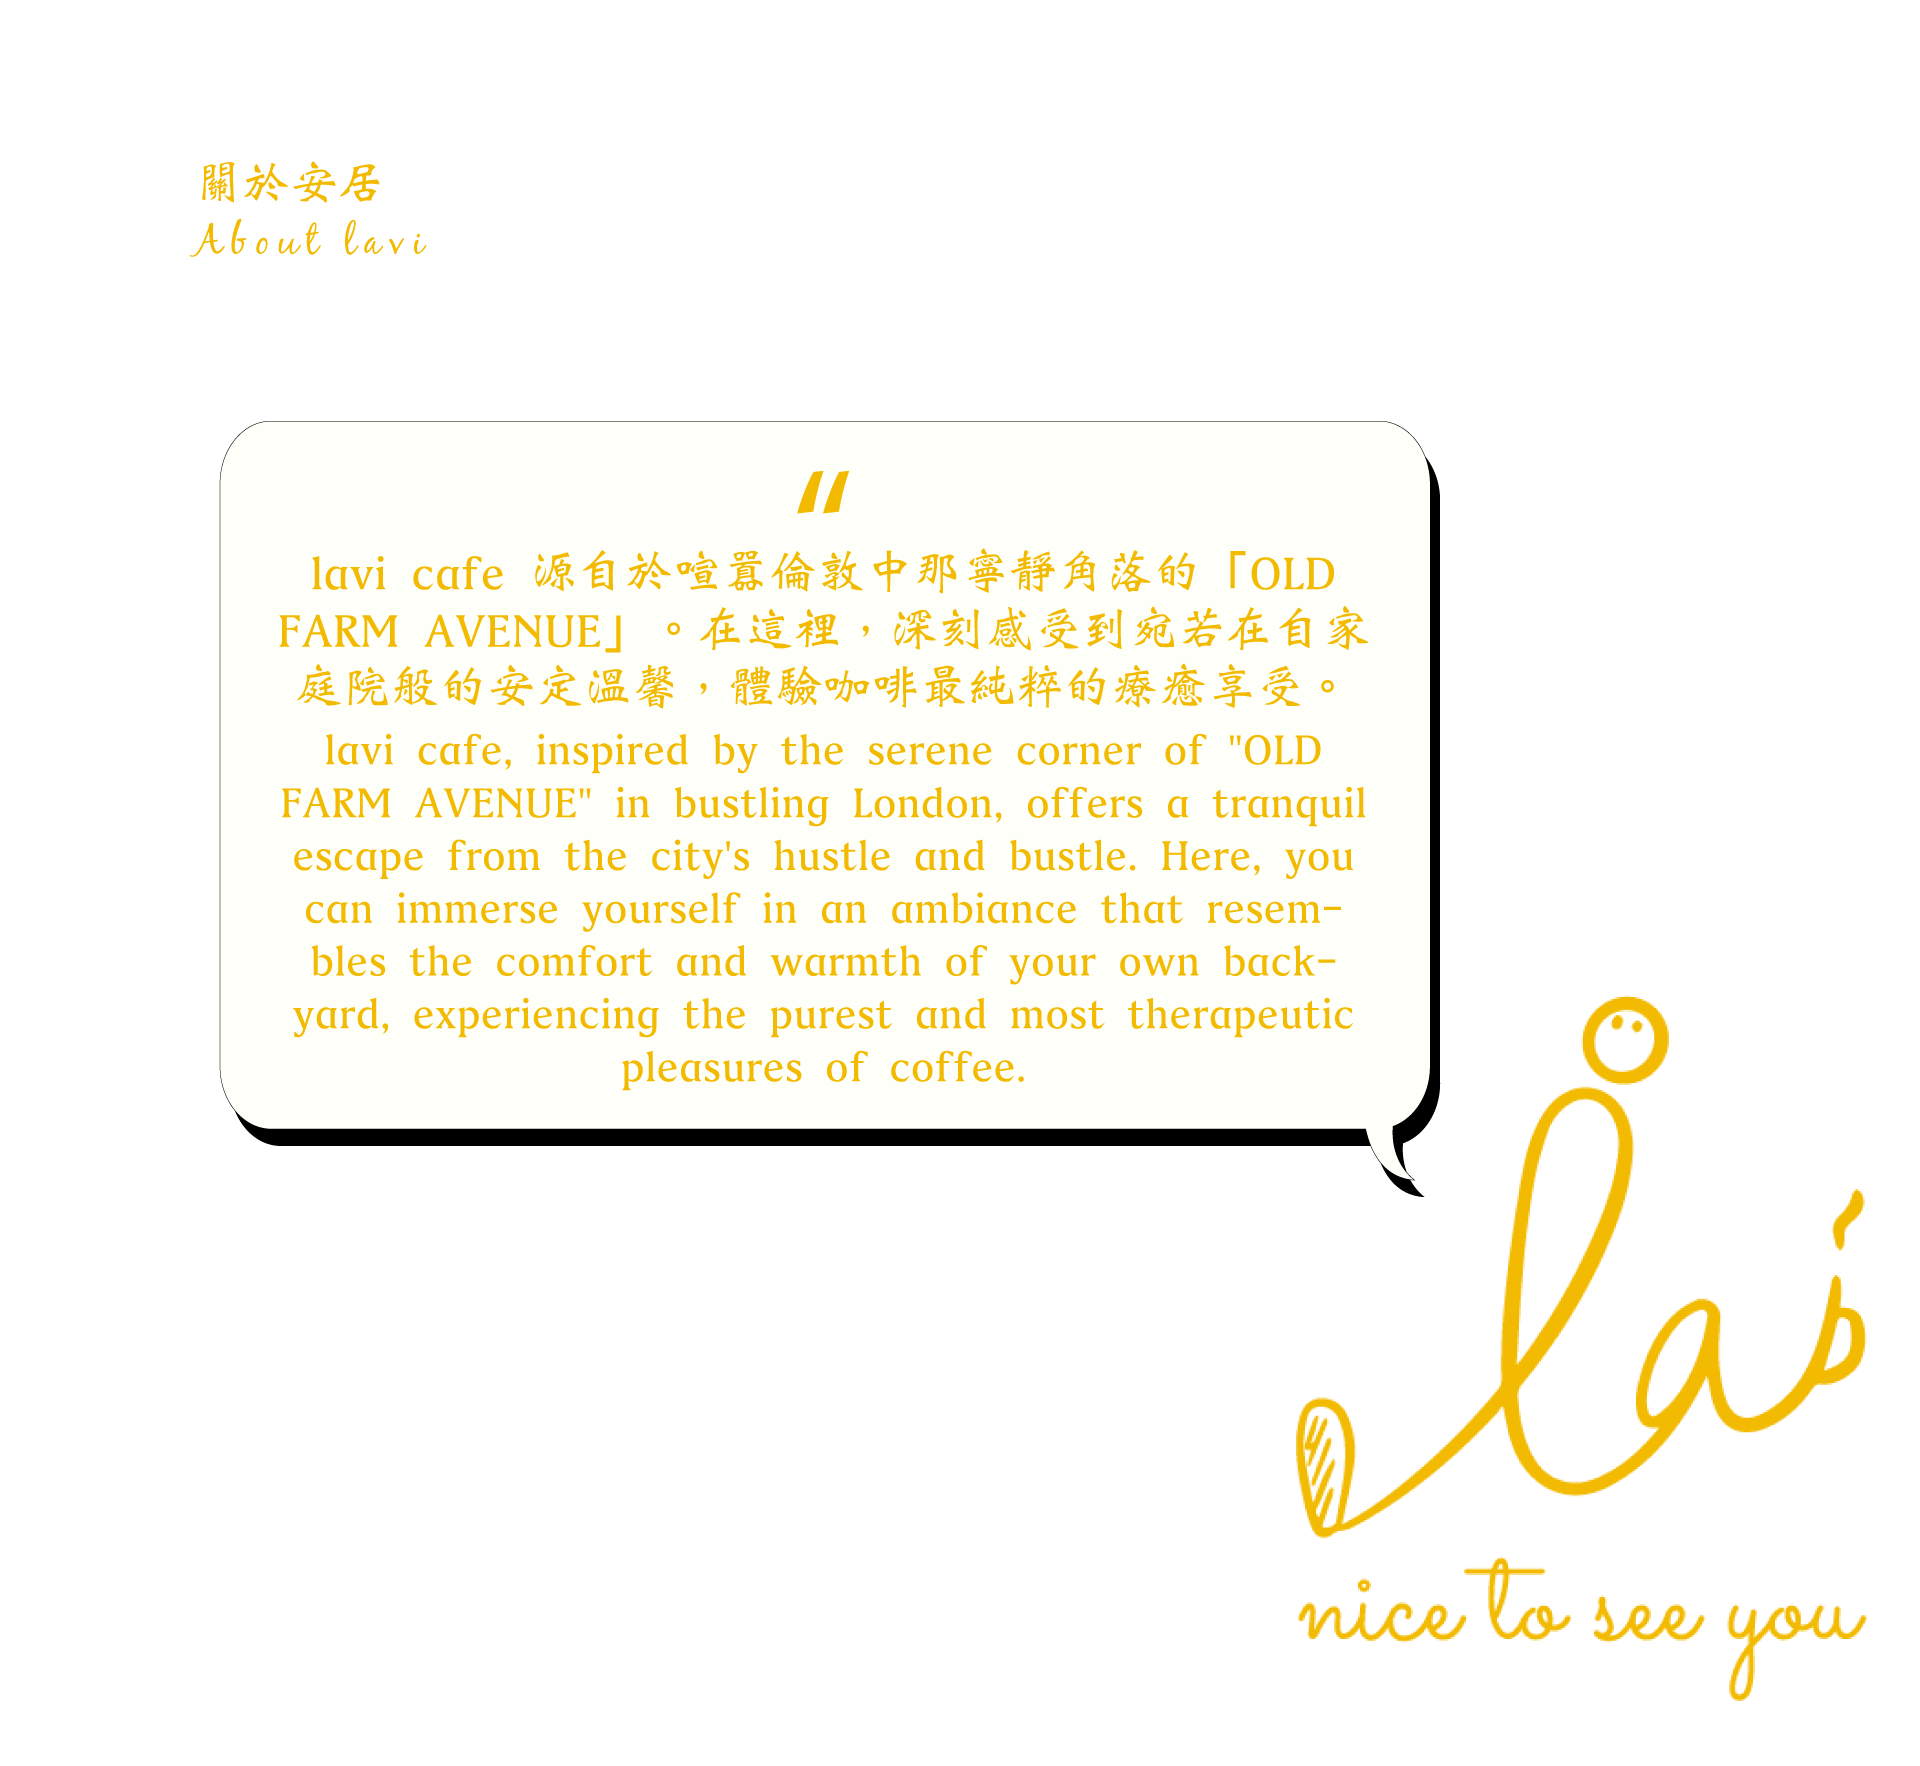 關於安居
About lavi
“
lavi cafe 源自於喧囂倫敦中那寧靜角落的「OLD
FARM AVENUE」。在這裡，深刻感受到宛若在自家
庭院般的安定溫馨，體驗咖啡最純粹的療癒享受。
lavi cafe, inspired by the serene corner of "OLD
FARM AVENUE" in bustling London, offers a tranquil
escape from the city's hustle and bustle. Here, you
can immerse yourself in an ambiance that resem-
bles the comfort and warmth of your own back-
yard, experiencing the purest and most therapeutic
pleasures of coffee.
lavi
nice to see you